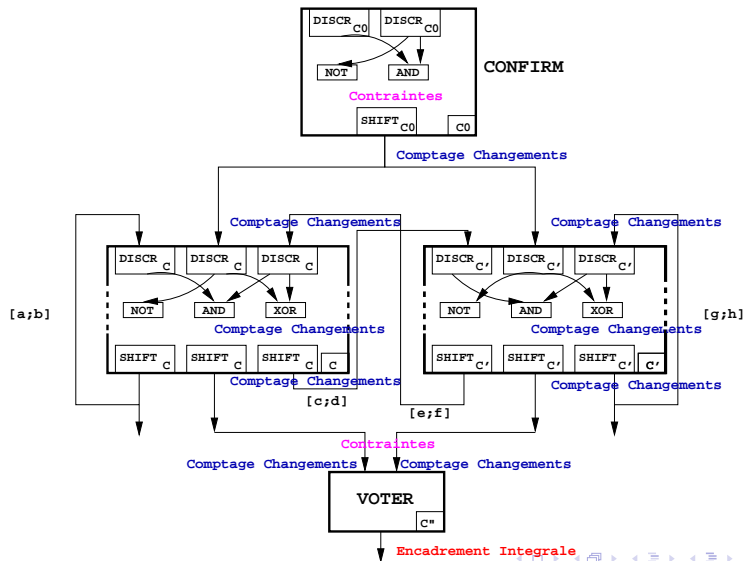 DISCR C0 DISCR C0
NOT AND
CONFIRM
Contraintes
SHIFT C0 C0
Comptage Changements
Comptage Changements Comptage Changements
DISCR C DISCR C DISCR C DISCR C' DISCR C' DISCR C'
[a;b] NOT AND XOR NOT AND XOR [g;h]
Comptage Changements Comptage Changements
SHIFT C SHIFT C SHIFT C C SHIFT C' SHIFT C' SHIFT C' C'
Comptage Changements Comptage Changements
[c;d] [e;f]
Contraintes
Comptage Changements Comptage Changements
VOTER
C"
Encadrement Integrale